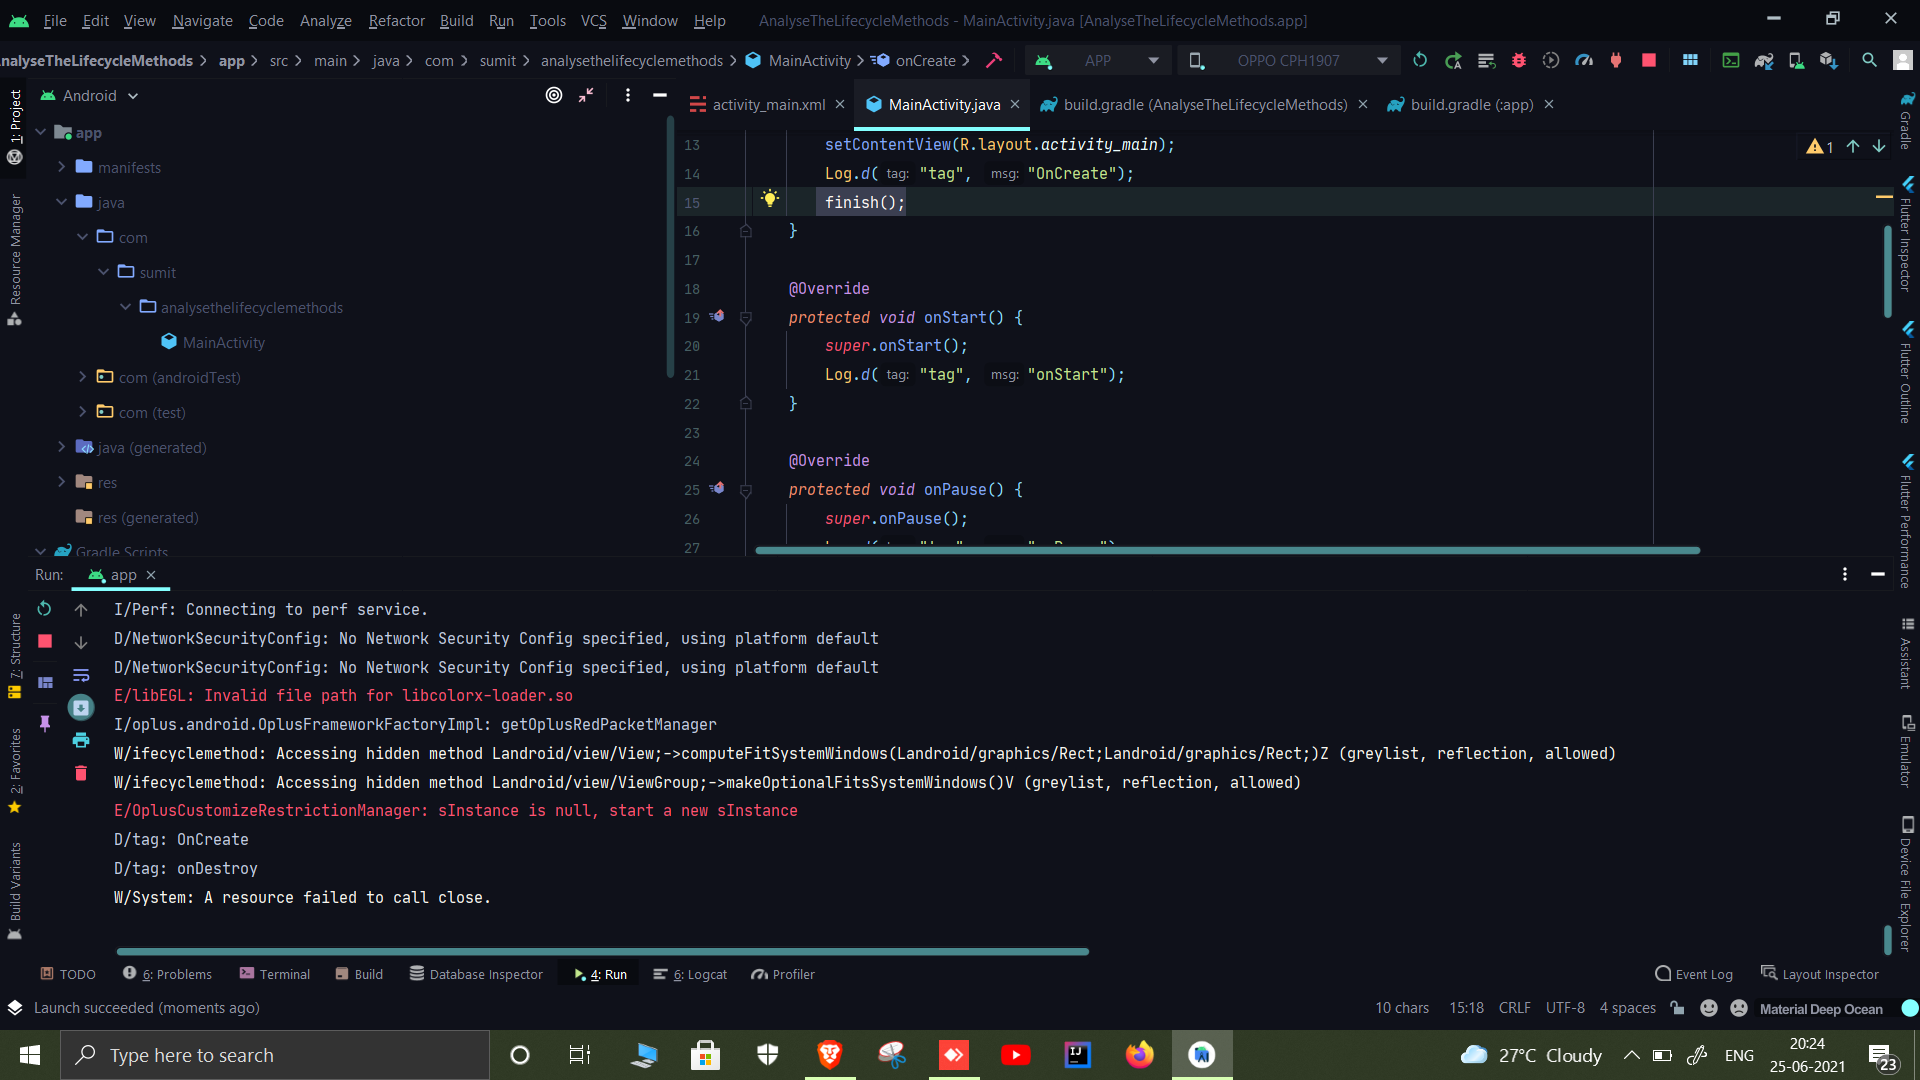 File Edit View Navigate Code Analyze Refactor Build Run Tools VCS Window Help AnalyseTheLifecycleMethods - MainActivity.java [AnalyseTheLifecycleMethods.app]
nalyseTheLifecycleMethods app src main java com sumit analysethelifecyclemethods MainActivity onCreate APP OPPO CPH1907
Android
activity_main.xml MainActivity.java build.gradle (AnalyseTheLifecycleMethods) build.gradle (:app)
1: Project
Resource Manager
7: Structure
2: Favorites
Build Variants
app
manifests
java
com
sumit
analysethelifecyclemethods
MainActivity
com (androidTest)
com (test)
java (generated)
res
res (generated)
Gradle Scripts
13 setContentView(R.layout.activity_main);
14 Log.d( tag: "tag", msg: "OnCreate");
15 finish();
16 }
17
18 @Override
19 protected void onStart() {
20 super.onStart();
21 Log.d( tag: "tag", msg: "onStart");
22 }
23
24 @Override
25 protected void onPause() {
26 super.onPause();
27
1
Gradle
Flutter Inspector
Flutter Outline
Flutter Performance
Assistant
Emulator
Device File Explorer
Run: app
I/Perf: Connecting to perf service.
D/NetworkSecurityConfig: No Network Security Config specified, using platform default
D/NetworkSecurityConfig: No Network Security Config specified, using platform default
E/libEGL: Invalid file path for libcolorx-loader.so
I/oplus.android.OplusFrameworkFactoryImpl: getOplusRedPacketManager
W/ifecyclemethod: Accessing hidden method Landroid/view/View;->computeFitSystemWindows(Landroid/graphics/Rect;Landroid/graphics/Rect;)Z (greylist, reflection, allowed)
W/ifecyclemethod: Accessing hidden method Landroid/view/ViewGroup;->makeOptionalFitsSystemWindows()V (greylist, reflection, allowed)
E/OplusCustomizeRestrictionManager: sInstance is null, start a new sInstance
D/tag: OnCreate
D/tag: onDestroy
W/System: A resource failed to call close.
TODO 6: Problems Terminal Build Database Inspector 4: Run 6: Logcat Profiler Event Log Layout Inspector
Launch succeeded (moments ago) 10 chars 15:18 CRLF UTF-8 4 spaces Material Deep Ocean
Type here to search 27°C Cloudy ENG 20:24
25-06-2021 23